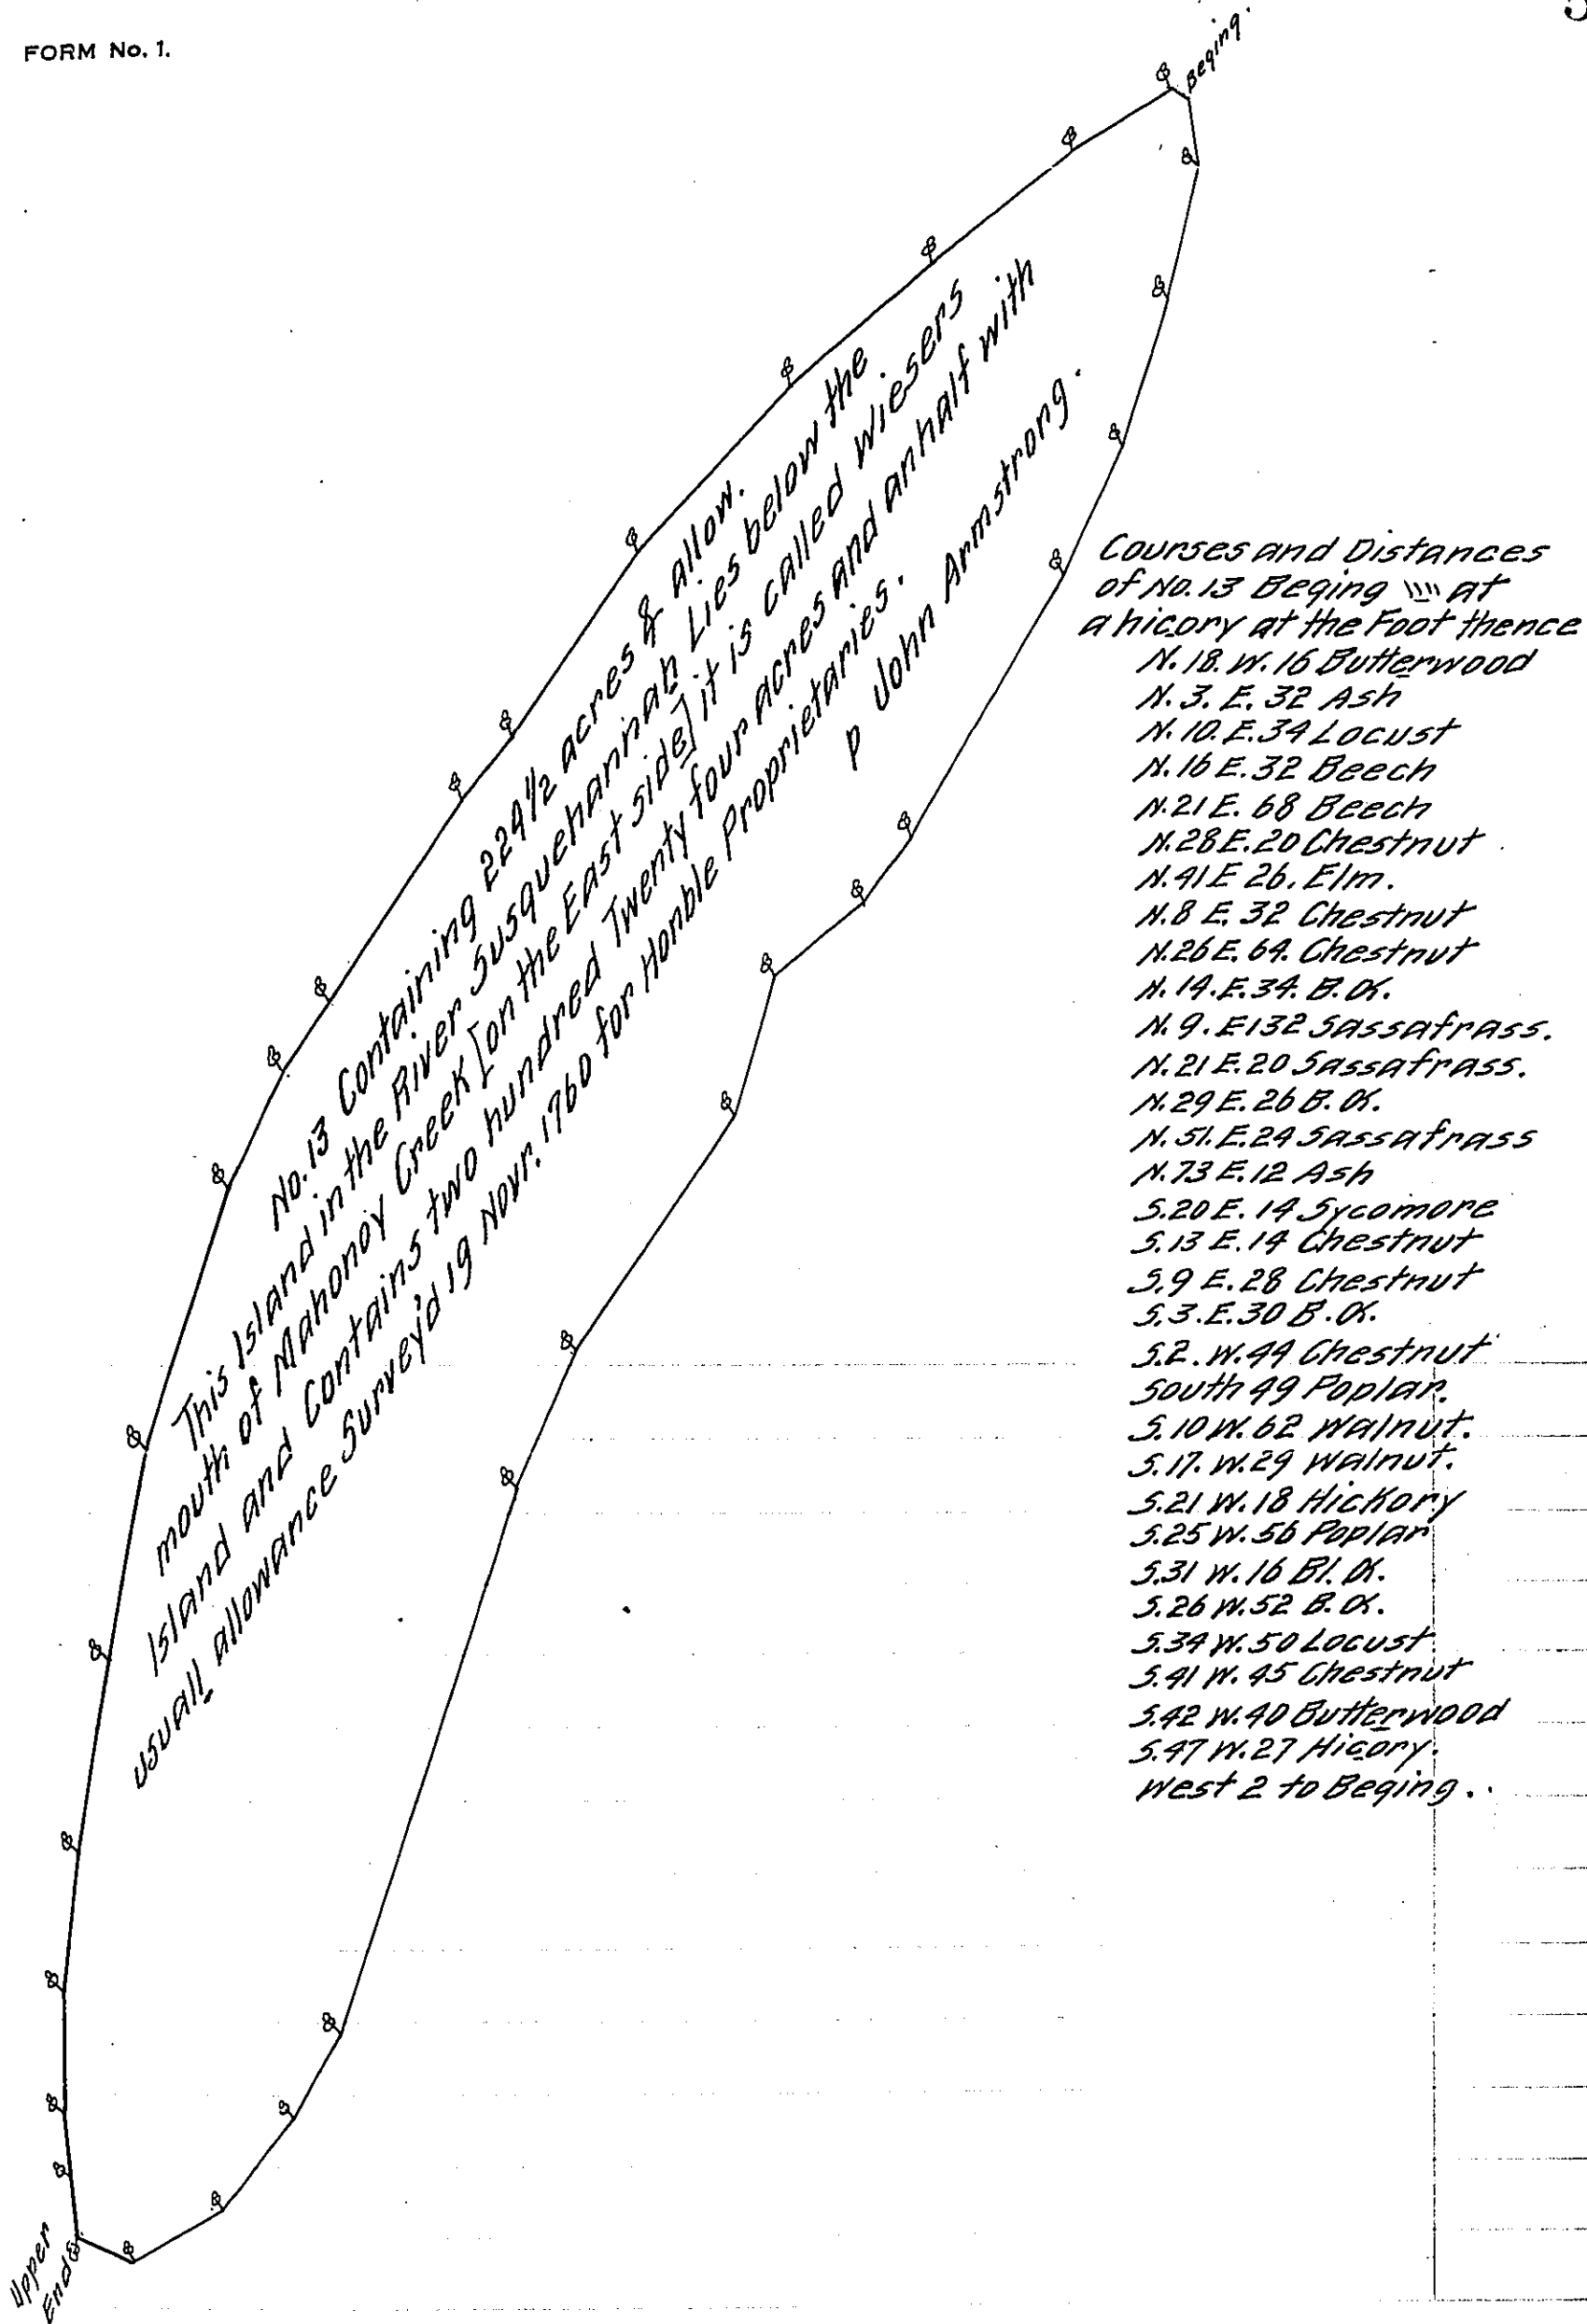 FORM No. 1.
Beging.
No. 13 Containing 224½ acres & allow.
This Island in the River Susquehannah Lies below the
mouth of Mahonoy Creek [on the East side] it is called Wiesers
Island and Contains two hundred Twenty four acres and anhalf with
usuall allowance Survey'd 19 Novr. 1760 for Honble Proprietaries.
P John Armstrong.
Courses and Distances
of No. 13 Beging at
a hicory at the Foot thence
N. 18. W. 16 Butterwood
N. 3. E. 32 Ash
N. 10. E. 34 Locust
N. 16 E. 32 Beech
N. 21 E. 68 Beech
N. 28 E. 20 Chestnut
N. 41 E 26. Elm.
N. 8 E. 32 Chestnut
N. 26 E. 64. Chestnut
N. 14. E. 34. B. O.
N. 9. E 132 Sassafrass.
N. 21 E. 20 Sassafrass.
N. 29 E. 26 B. O.
N. 51. E. 24 Sassafrass
N. 73 E. 12 Ash
S. 20 E. 14 Sycomore
S. 13 E. 14 Chestnut
S. 9 E. 28 Chestnut
S. 3. E. 30 B. O.
S. 2. W. 44 Chestnut
South 49 Poplar.
S. 10 W. 62 Walnut.
S. 17. W. 29 Walnut.
S. 21 W. 18 Hickory
S. 25 W. 56 Poplar
S. 31 W. 16 Bl. O.
S. 26 W. 52 B. O.
S. 34 W. 50 Locust
S. 41 W. 45 Chestnut
S. 42 W. 40 Butterwood
S. 47 W. 27 Hicory.
West 2 to Beging.
Upper
End